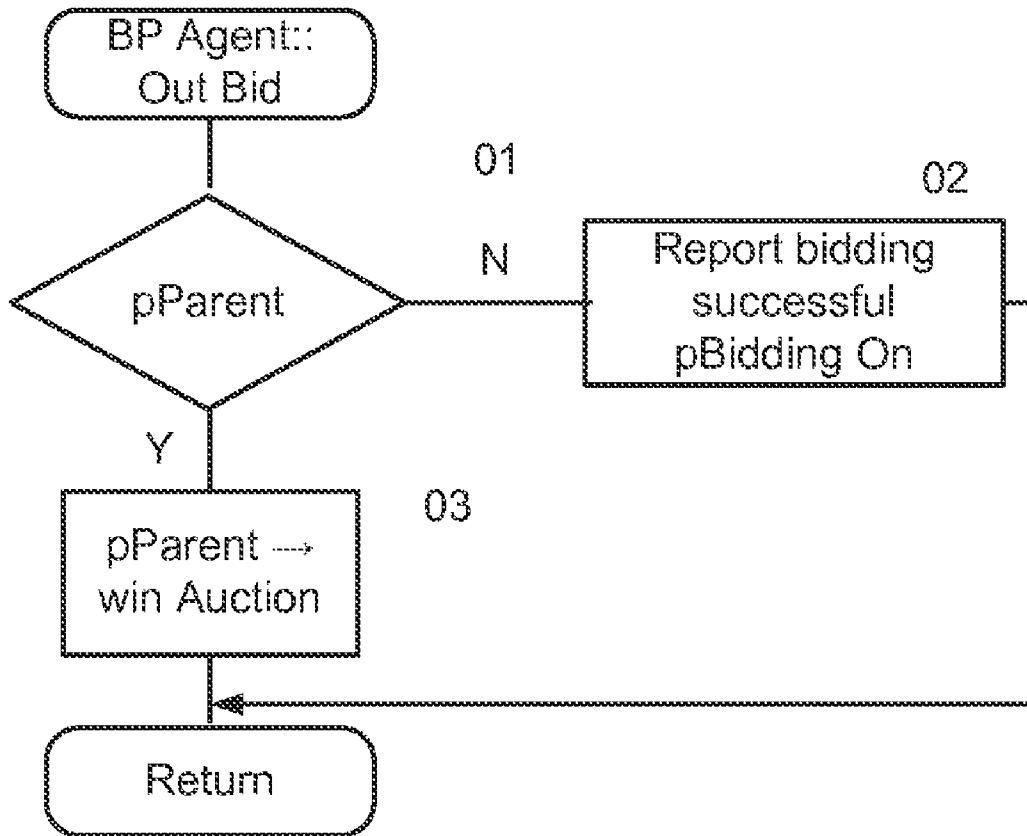 BP Agent::
Out Bid
01
02
pParent
N
Report bidding
successful
pBidding On
Y
03
pParent →
win Auction
Return